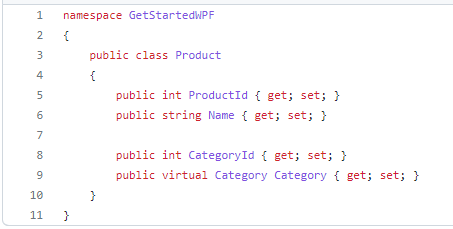 1 namespace GetStartedWPF
2 {
3     public class Product
4     {
5         public int ProductId { get; set; }
6         public string Name { get; set; }
7
8         public int CategoryId { get; set; }
9         public virtual Category Category { get; set; }
10     }
11 }